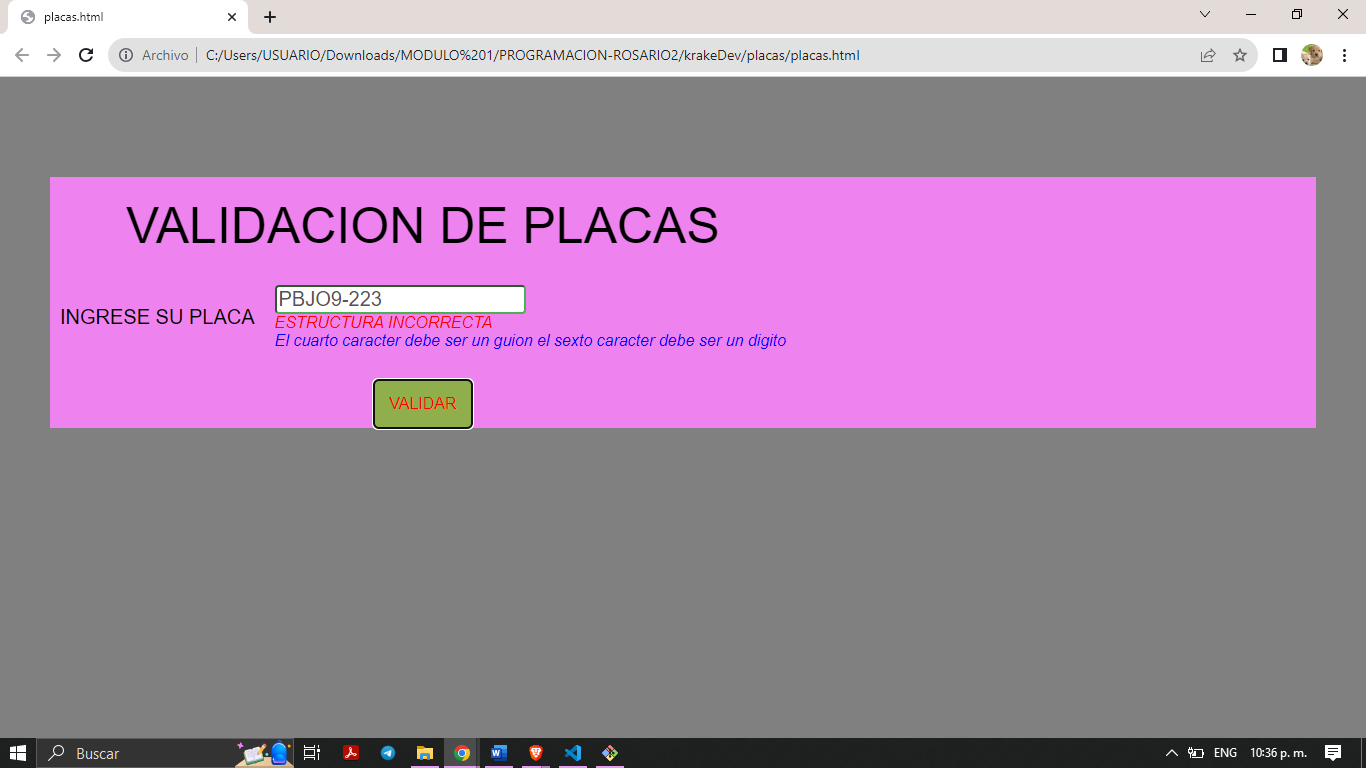 placas.html
Archivo
C:/Users/USUARIO/Downloads/MODULO%201/PROGRAMACION-ROSARIO2/krakeDev/placas/placas.html
VALIDACION DE PLACAS
INGRESE SU PLACA
PBJO9-223
ESTRUCTURA INCORRECTA
El cuarto caracter debe ser un guion el sexto caracter debe ser un digito
VALIDAR
Buscar
ENG
10:36 p. m.